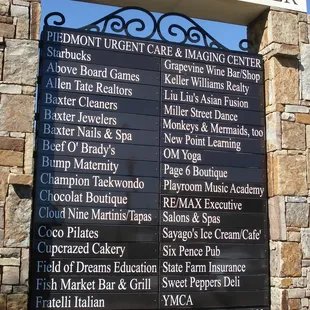 PIEDMONT URGENT CARE & IMAGING CENTER
Starbucks
Above Board Games
Allen Tate Realtors
Baxter Cleaners
Baxter Jewelers
Baxter Nails & Spa
Beef O' Brady's
Bump Maternity
Champion Taekwondo
Chocolat Boutique
Cloud Nine Martinis/Tapas
Coco Pilates
Cupcrazed Cakery
Field of Dreams Education
Fish Market Bar & Grill
Fratelli Italian
Grapevine Wine Bar/Shop
Keller Williams Realty
Liu Liu's Asian Fusion
Miller Street Dance
Monkeys & Mermaids, too
New Point Learning
OM Yoga
Page 6 Boutique
Playroom Music Academy
RE/MAX Executive
Salons & Spas
Sayago's Ice Cream/Cafe'
Six Pence Pub
State Farm Insurance
Sweet Peppers Deli
YMCA